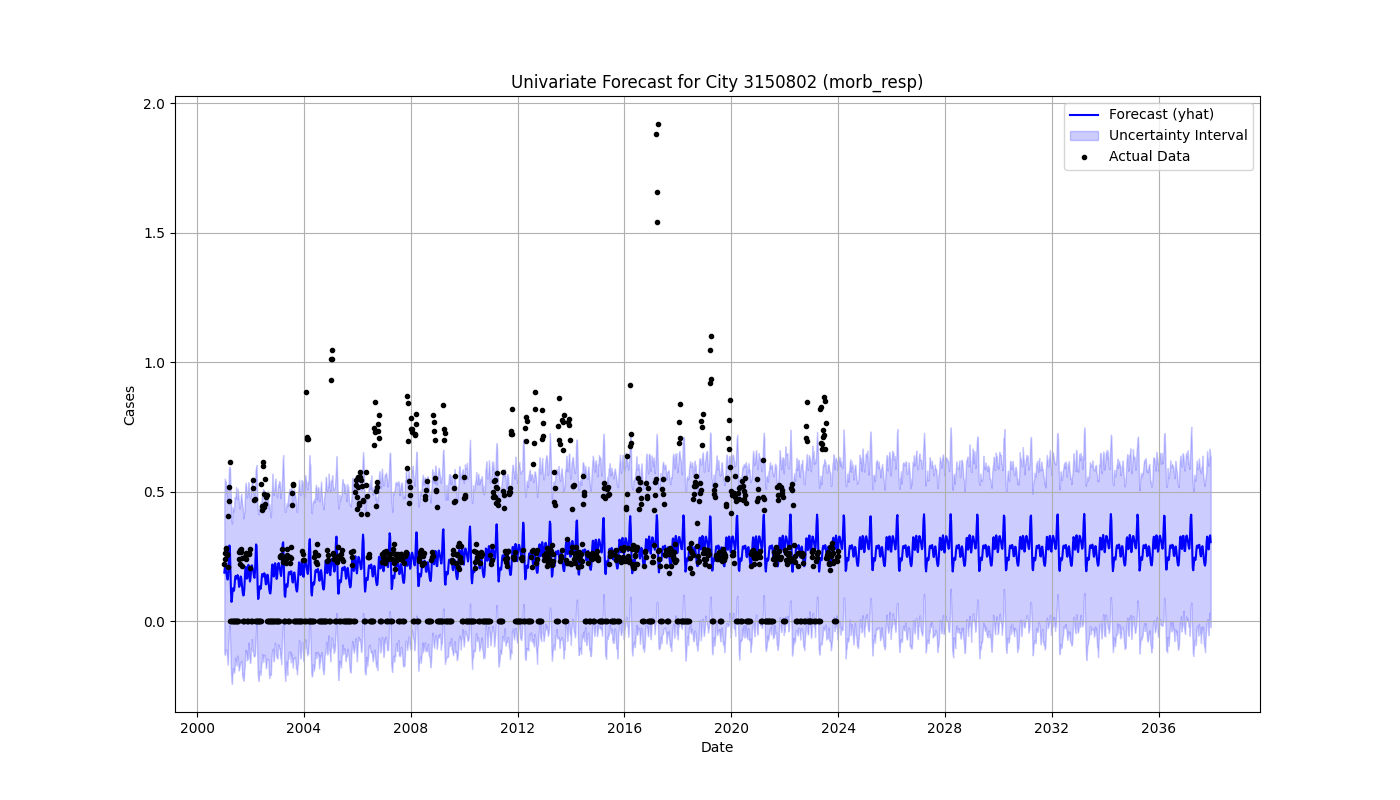 Univariate Forecast for City 3150802 (morb_resp)
Forecast (yhat)
Uncertainty Interval
Actual Data
Cases
2.0
1.5
1.0
0.5
0.0
2000 2004 2008 2012 2016 2020 2024 2028 2032 2036
Date